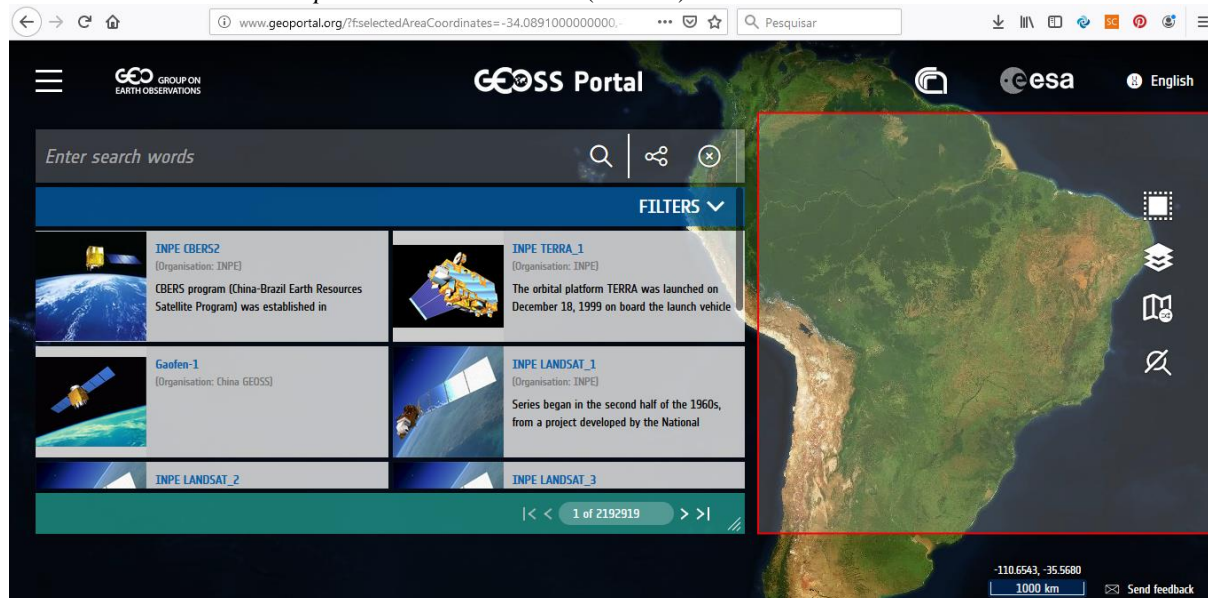 www.geoportal.org/?f:selectedAreaCoordinates=-34.0891000000000,-
Pesquisar
SC
GEO GROUP ON
EARTH OBSERVATIONS
GEOSS Portal
esa
English
Enter search words
FILTERS
INPE CBERS2
(Organisation: INPE)
CBERS program (China-Brazil Earth Resources
Satellite Program) was established in
INPE TERRA_1
(Organisation: INPE)
The orbital platform TERRA was launched on
December 18, 1999 on board the launch vehicle
Gaofen-1
(Organisation: China GEOSS)
INPE LANDSAT_1
(Organisation: INPE)
Series began in the second half of the 1960s,
from a project developed by the National
INPE LANDSAT_2
INPE LANDSAT_3
|< < 1 of 2192919 > >|
-110.6543, -35.5680
1000 km
Send feedback